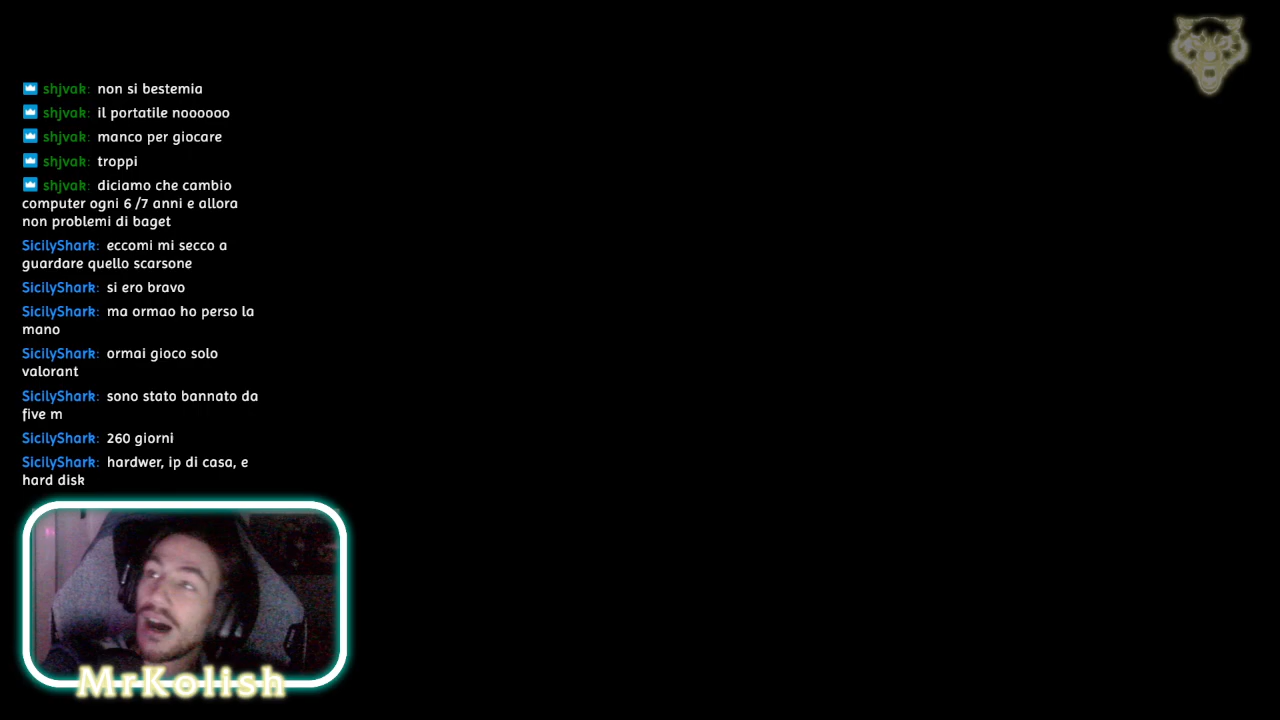 shjvak: non si bestemia
shjvak: il portatile noooooo
shjvak: manco per giocare
shjvak: troppi
shjvak: diciamo che cambio
computer ogni 6 /7 anni e allora
non problemi di baget
SicilyShark: eccomi mi secco a
guardare quello scarsone
SicilyShark: si ero bravo
SicilyShark: ma ormao ho perso la
mano
SicilyShark: ormai gioco solo
valorant
SicilyShark: sono stato bannato da
five m
SicilyShark: 260 giorni
SicilyShark: hardwer, ip di casa, e
hard disk
MrKolish